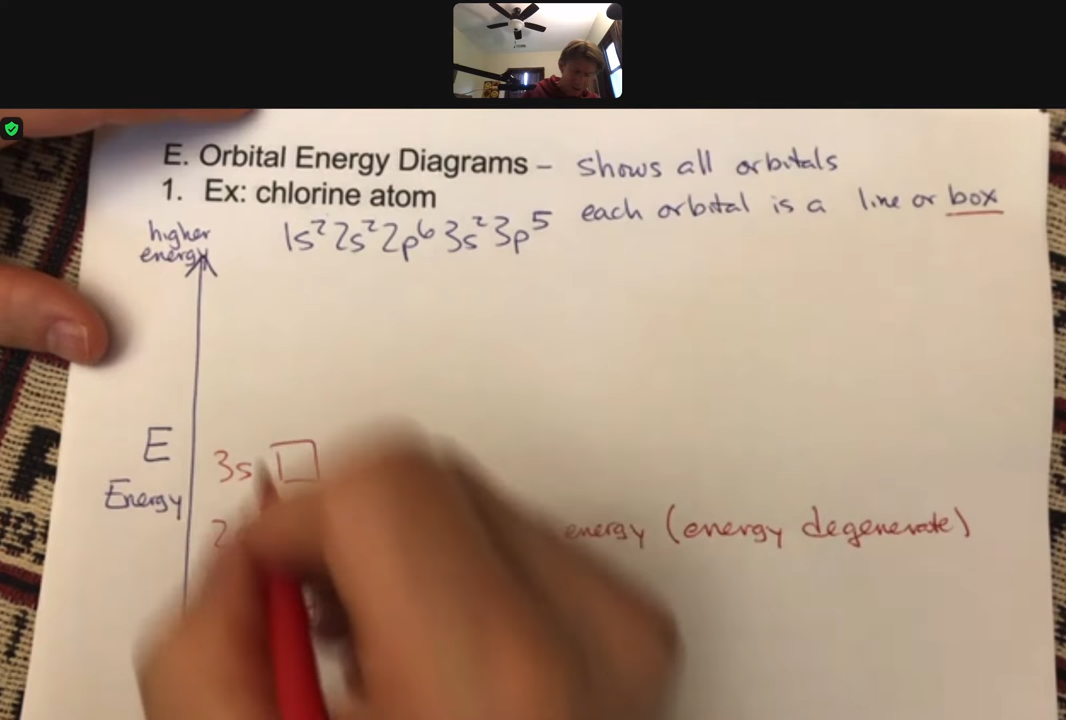 E. Orbital Energy Diagrams – shows all orbitals
1. Ex: chlorine atom
each orbital is a line or box
1s²2s²2p⁶3s²3p⁵
higher
energy
E
3s
Energy
energy (energy degenerate)